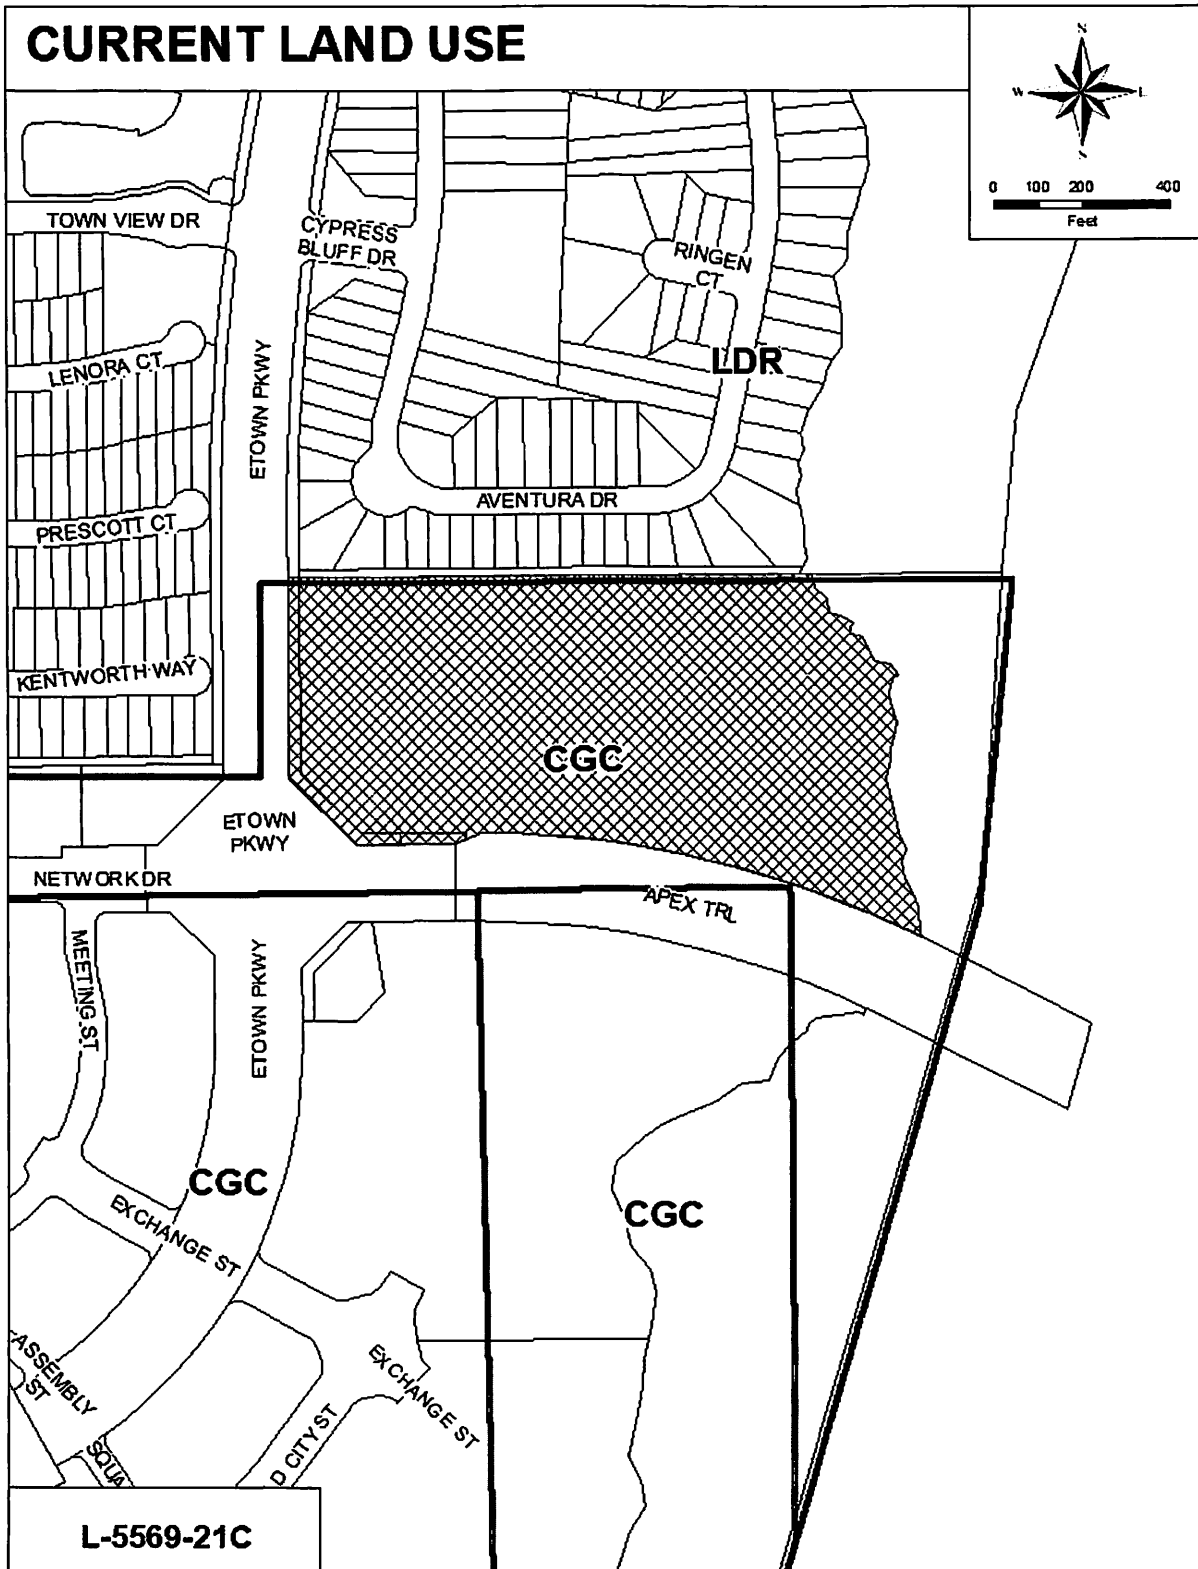 CURRENT LAND USE
S
W
L
S
0 100 200 400
Feet
TOWN VIEW DR
CYPRESS
BLUFF DR
RINGEN
CT
LENORA CT
ETOWN PKWY
LDR
AVENTURA DR
PRESCOTT CT
KENTWORTH WAY
CGC
ETOWN
PKWY
NETWORK DR
APEX TRL
MEETING ST
ETOWN PKWY
CGC
CGC
EXCHANGE ST
ASSEMBLY
ST
EXCHANGE ST
SQUA
D CITY ST
L-5569-21C